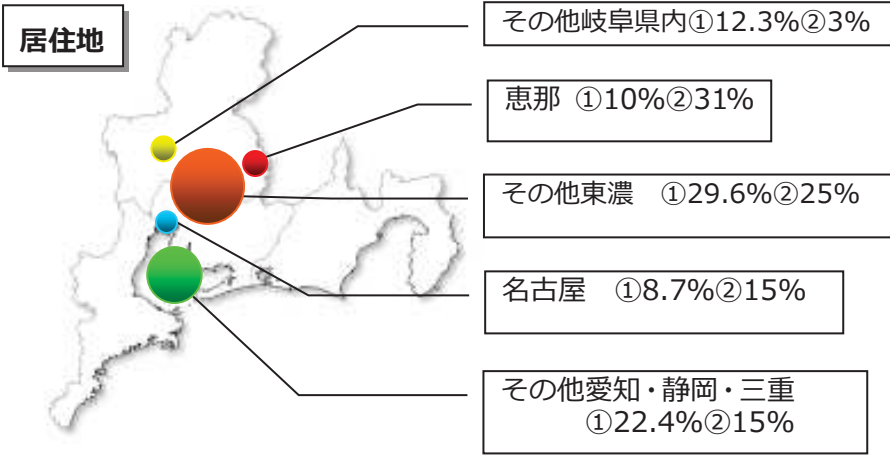 居住地
その他岐阜県内①12.3%②3%
恵那 ①10%②31%
その他東濃　①29.6%②25%
名古屋　①8.7%②15%
その他愛知・静岡・三重
①22.4%②15%